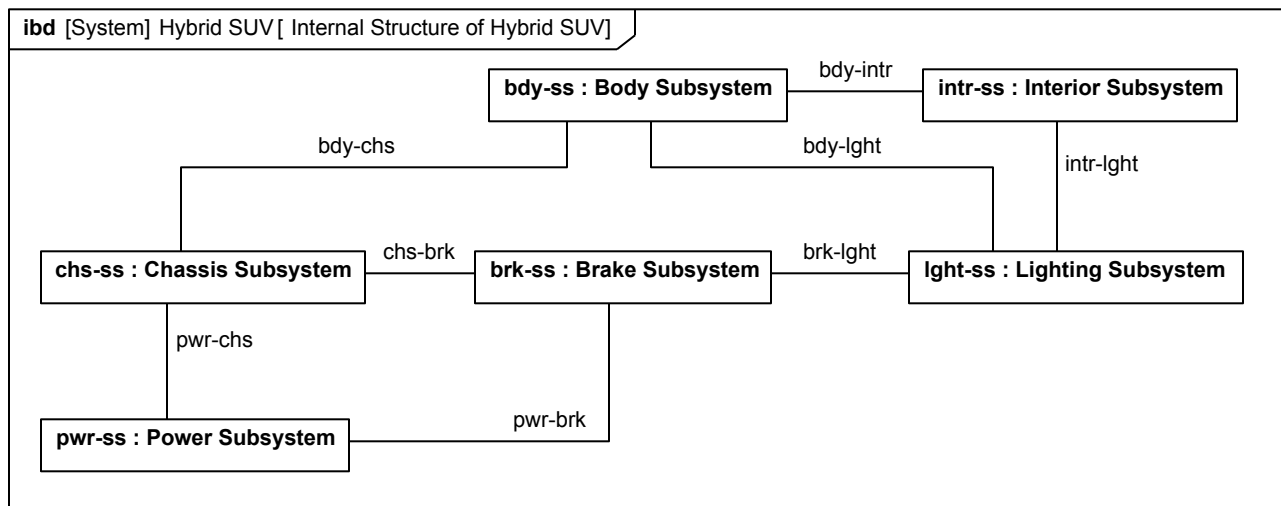 ibd [System] Hybrid SUV[ Internal Structure of Hybrid SUV]
bdy-ss : Body Subsystem
bdy-intr
intr-ss : Interior Subsystem
bdy-chs
bdy-lght
intr-lght
chs-ss : Chassis Subsystem
chs-brk
brk-ss : Brake Subsystem
brk-lght
lght-ss : Lighting Subsystem
pwr-chs
pwr-ss : Power Subsystem
pwr-brk